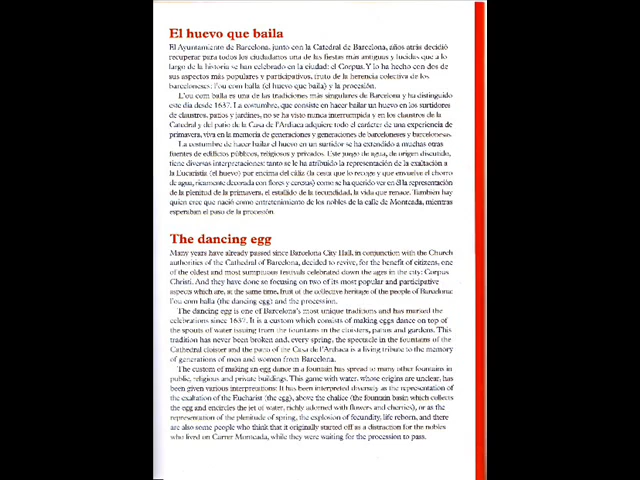 El huevo que baila
El Ayuntamiento de Barcelona, junto con la Catedral de Barcelona, años atrás decidió
recuperar para todos los ciudadanos una de las fiestas más antiguas y lucidas que a lo
largo de la historia se han celebrado en la ciudad: el Corpus. Y lo ha hecho con dos de
sus aspectos más populares y participativos, fruto de la herencia colectiva de los
barceloneses: l'ou com balla (el huevo que baila) y la procesión.
L'ou com balla es una de las tradiciones más singulares de Barcelona y ha distinguido
este día desde 1637. La costumbre, que consiste en hacer bailar un huevo en los surtidores
de claustros, patios y jardines, no se ha visto nunca interrumpida y en los claustros de la
Catedral y del patio de la Casa de l'Ardiaca adquiere todo el carácter de una experiencia de
primavera, viva en la memoria de generaciones y generaciones de barceloneses y barcelonesas.
La costumbre de hacer bailar el huevo en un surtidor se ha extendido a muchas otras
fuentes de edificios públicos, religiosos y privados. Este juego de agua, de origen discutido,
tiene diversas interpretaciones: tanto se le ha atribuido la representación de la exaltación a
la Eucaristía (el huevo) por encima del cáliz (la cesta que lo recoge y que envuelve el chorro
de agua, ricamente decorada con flores y cerezas) como se ha querido ver en él la representación
de la plenitud de la primavera, el estallido de la fecundidad, la vida que renace. También hay
quien cree que nació como entretenimiento de los nobles de la calle de Montcada, mientras
esperaban el paso de la procesión.
The dancing egg
Many years have already passed since Barcelona City Hall, in conjunction with the Church
authorities of the Cathedral of Barcelona, decided to revive, for the benefit of citizens, one
of the oldest and most sumptuous festivals celebrated down the ages in the city: Corpus
Christi. And they have done so focusing on two of its most popular and participative
aspects which are, at the same time, fruit of the collective heritage of the people of Barcelona:
l'ou com balla (the dancing egg) and the procession.
The dancing egg is one of Barcelona's most unique traditions and has marked the
celebrations since 1637. It is a custom which consists of making eggs dance on top of
the spouts of water issuing from the fountains in the cloisters, patios and gardens. This
tradition has never been broken and, every spring, the spectacle in the fountains of the
Cathedral cloister and the patio of the Casa de l'Ardiaca is a living tribute to the memory
of generations of men and women from Barcelona.
The custom of making an egg dance in a fountain has spread to many other fountains in
public, religious and private buildings. This game with water, whose origins are unclear, has
been given various interpretations: It has been interpreted diversely as the representation of
the exaltation of the Eucharist (the egg), above the chalice (the fountain basin which collects
the egg and encircles the jet of water, richly adorned with flowers and cherries), or as the
representation of the plenitude of spring, the explosion of fecundity, life reborn, and there
are also some people who think that it originally started off as a distraction for the nobles
who lived on Carrer Montcada, while they were waiting for the procession to pass.